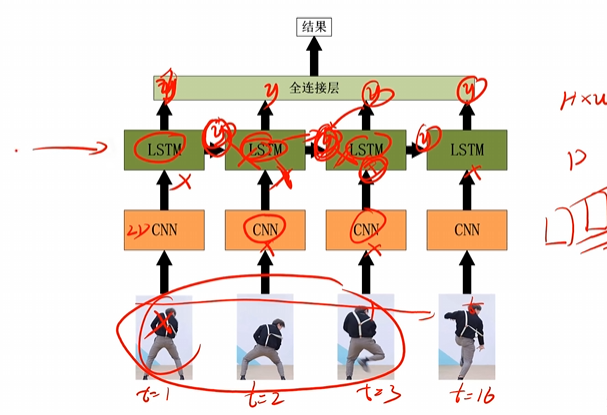 结果
y y y y
全连接层
y y y
LSTM LSTM LSTM LSTM
x x x x
2D CNN CNN CNN CNN
x x
t=1 t=2 t=3 t=16